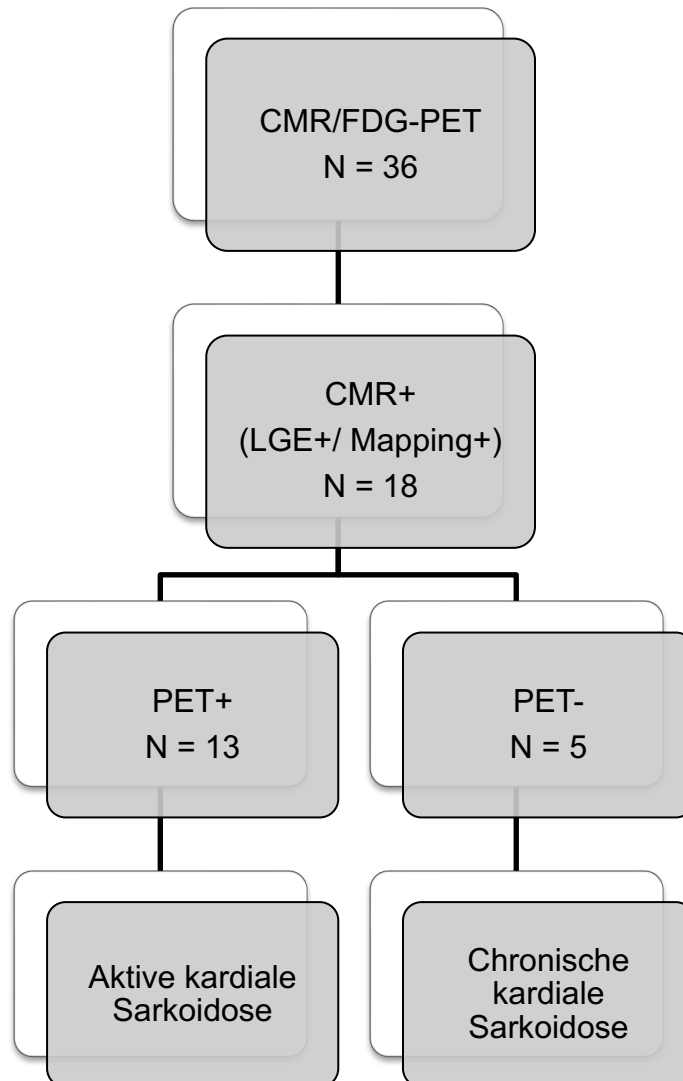 CMR/FDG-PET
N = 36
CMR+
(LGE+/ Mapping+)
N = 18
PET+
N = 13
PET-
N = 5
Aktive kardiale
Sarkoidose
Chronische
kardiale
Sarkoidose